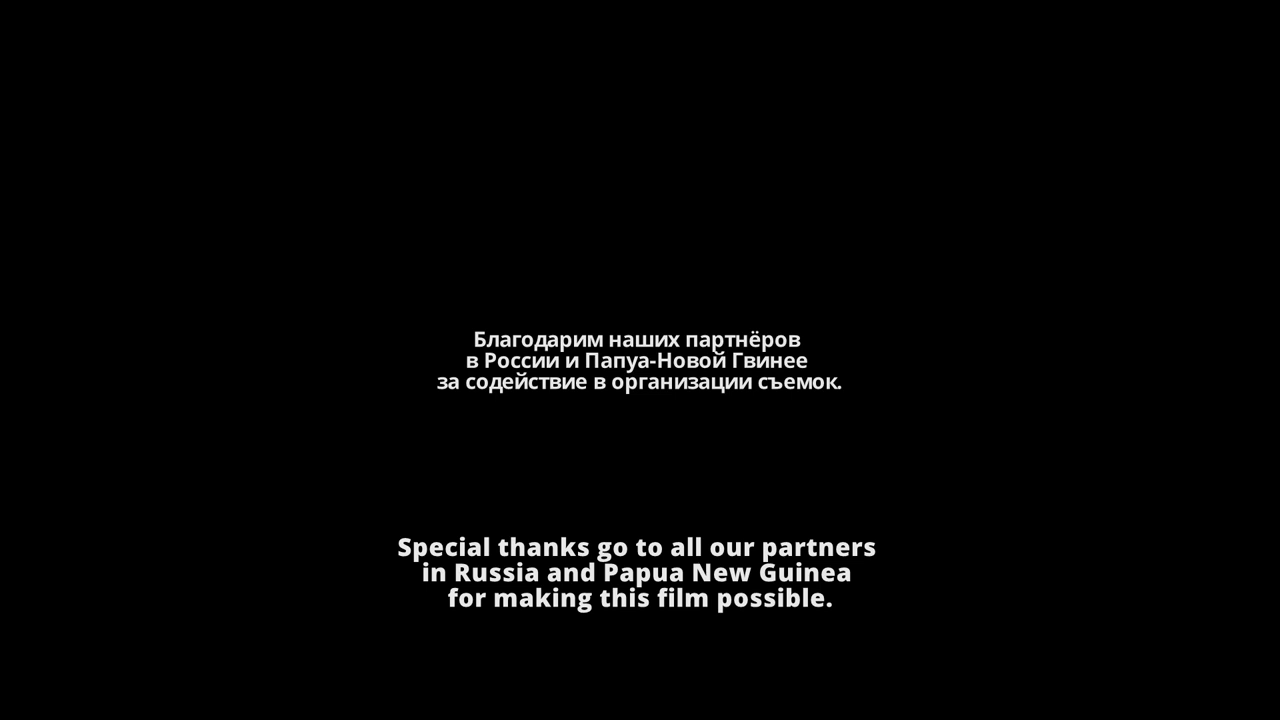 Благодарим наших партнёров
в России и Папуа-Новой Гвинее
за содействие в организации съемок.
Special thanks go to all our partners
in Russia and Papua New Guinea
for making this film possible.